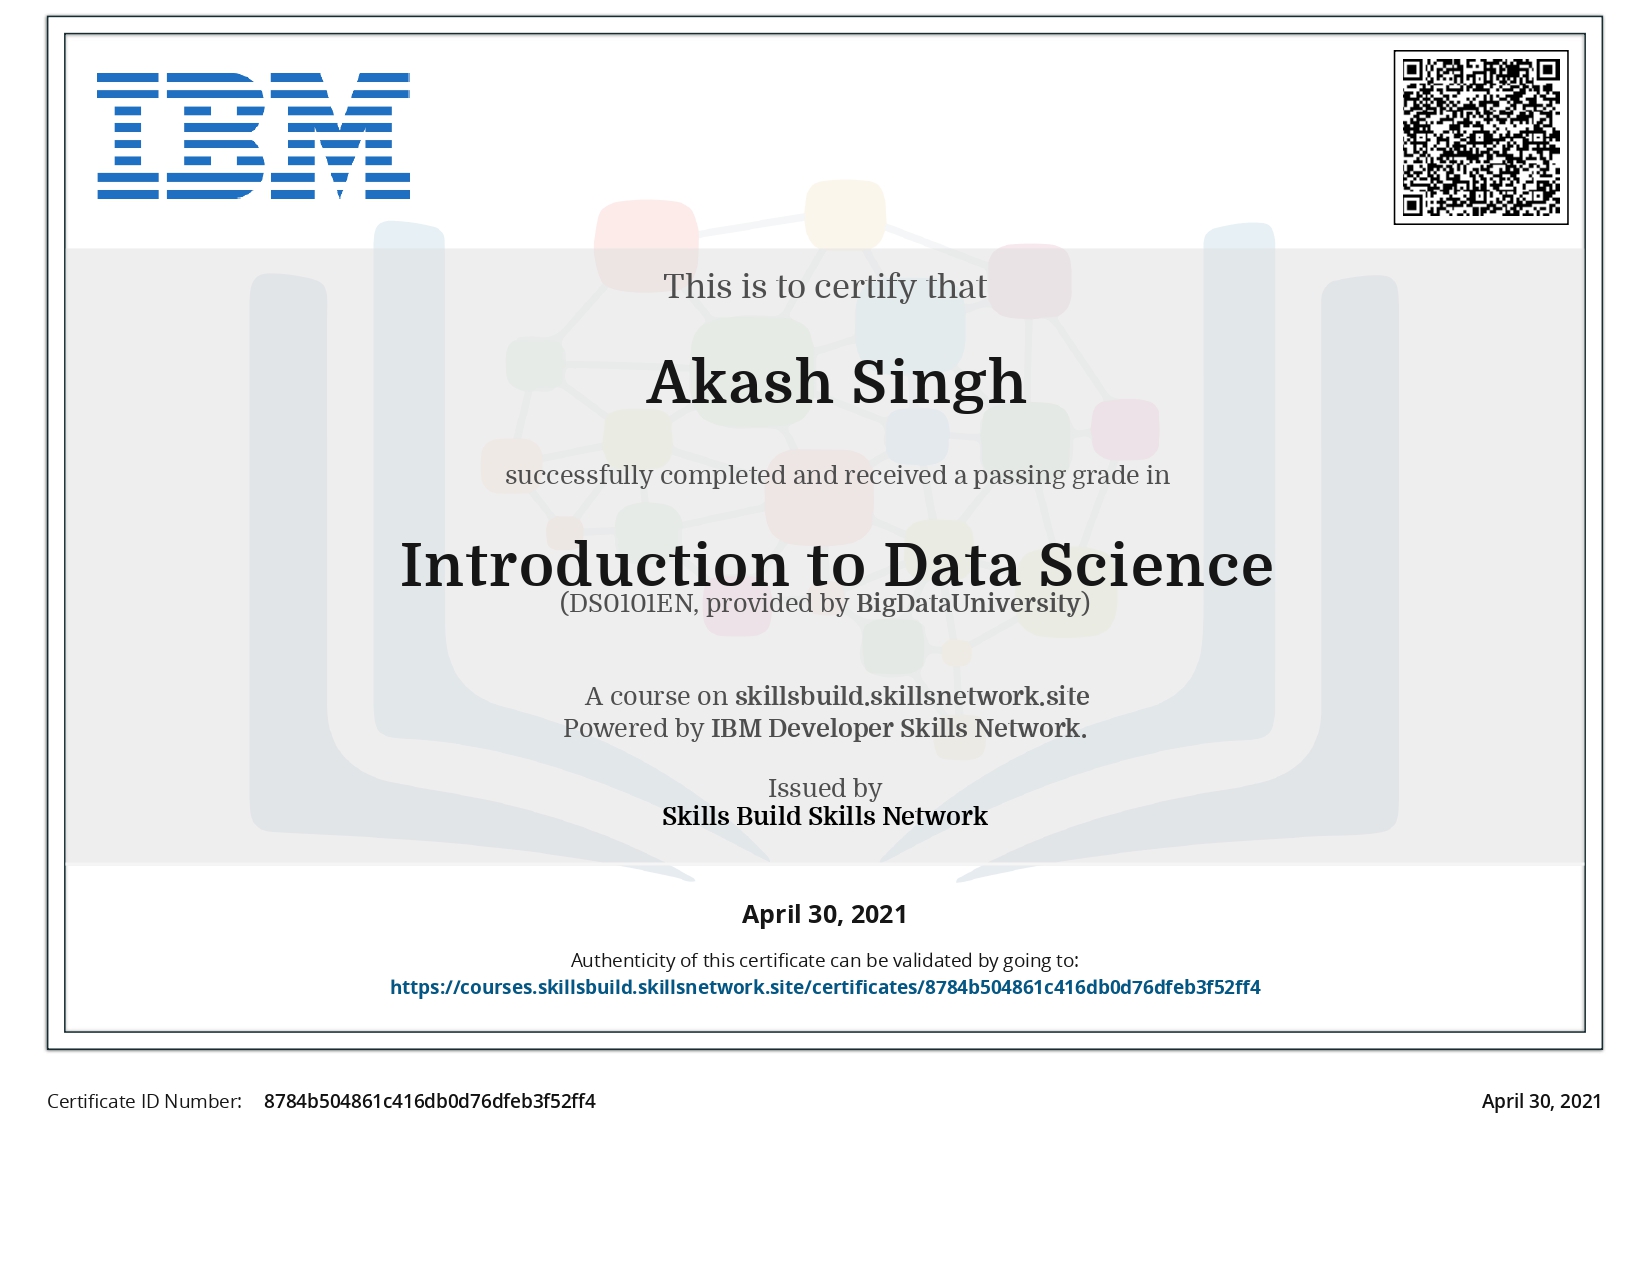 IBM
This is to certify that
Akash Singh
successfully completed and received a passing grade in
Introduction to Data Science
(DS0101EN, provided by BigDataUniversity)
A course on skillsbuild.skillsnetwork.site
Powered by IBM Developer Skills Network.
Issued by
Skills Build Skills Network
April 30, 2021
Authenticity of this certificate can be validated by going to:
https://courses.skillsbuild.skillsnetwork.site/certificates/8784b504861c416db0d76dfeb3f52ff4
Certificate ID Number: 8784b504861c416db0d76dfeb3f52ff4 April 30, 2021